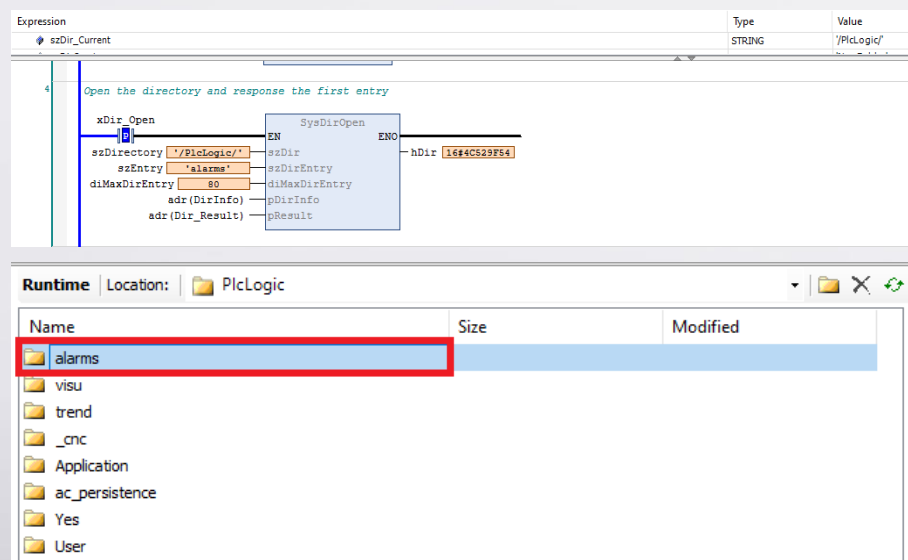 Expression Type Value
szDir_Current STRING '/PlcLogic/'
4 Open the directory and response the first entry
xDir_Open SysDirOpen
P EN ENO
szDirectory '/PlcLogic/' szDir hDir 16#4C529F54
szEntry 'alarms' szDirEntry
diMaxDirEntry 80 diMaxDirEntry
adr(DirInfo) pDirInfo
adr(Dir_Result) pResult
Runtime Location: PlcLogic
Name Size Modified
alarms
visu
trend
_cnc
Application
ac_persistence
Yes
User